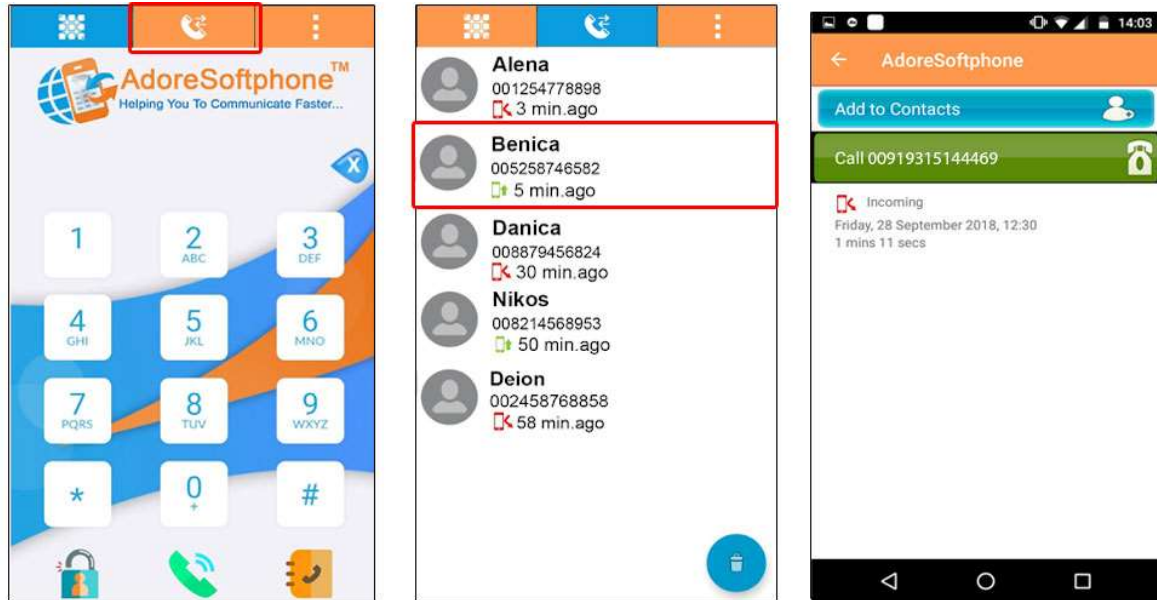 AdoreSoftphone™
Helping You To Communicate Faster...
X
1
2
ABC
3
DEF
4
GHI
5
JKL
6
MNO
7
PQRS
8
TUV
9
WXYZ
*
0
+
#
Alena
001254778898
3 min.ago
Benica
005258746582
5 min.ago
Danica
008879456824
30 min.ago
Nikos
008214568953
50 min.ago
Deion
002458768858
58 min.ago
14:03
AdoreSoftphone
Add to Contacts
Call 00919315144469
Incoming
Friday, 28 September 2018, 12:30
1 mins 11 secs